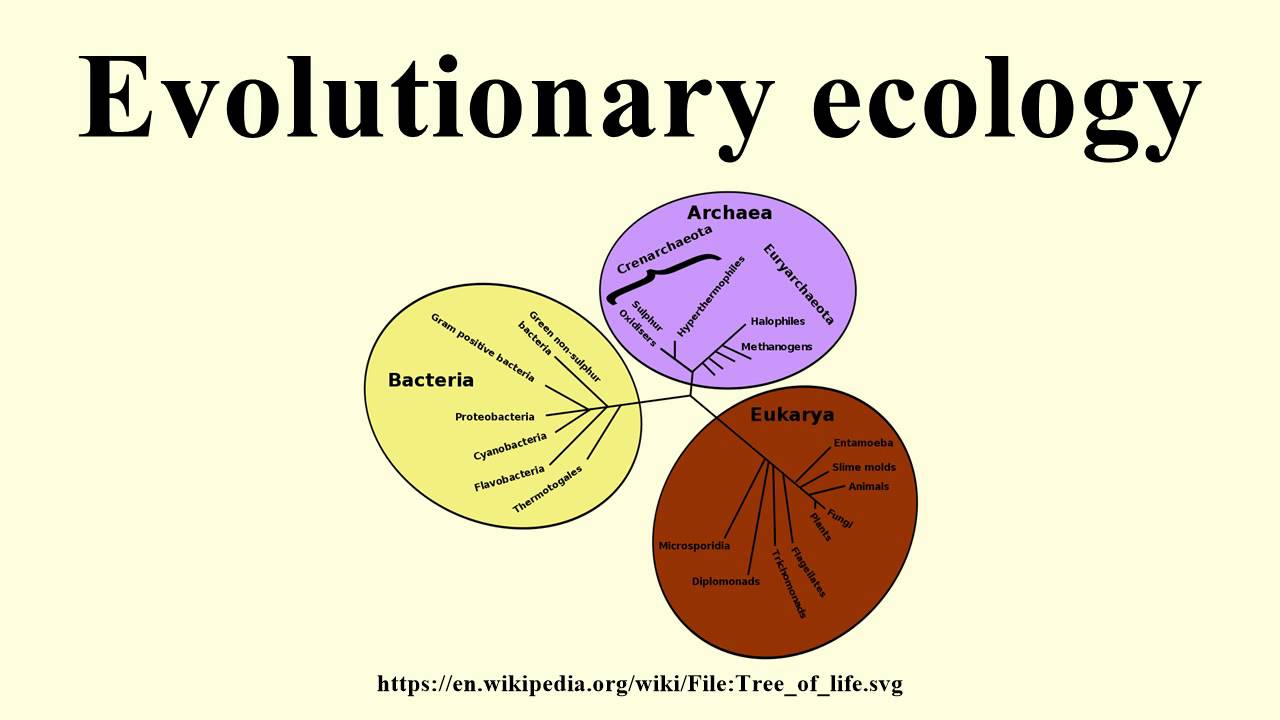 Evolutionary ecology
Archaea
Crenarchaeota
Euryarchaeota
Sulphur
Oxidisers
Hyperthermophiles
Halophiles
Methanogens
Bacteria
Green non-sulphur
bacteria
Gram positive bacteria
Proteobacteria
Cyanobacteria
Flavobacteria
Thermotogales
Eukarya
Entamoeba
Slime molds
Animals
Fungi
Plants
Flagellates
Trichomonads
Microsporidia
Diplomonads
https://en.wikipedia.org/wiki/File:Tree_of_life.svg